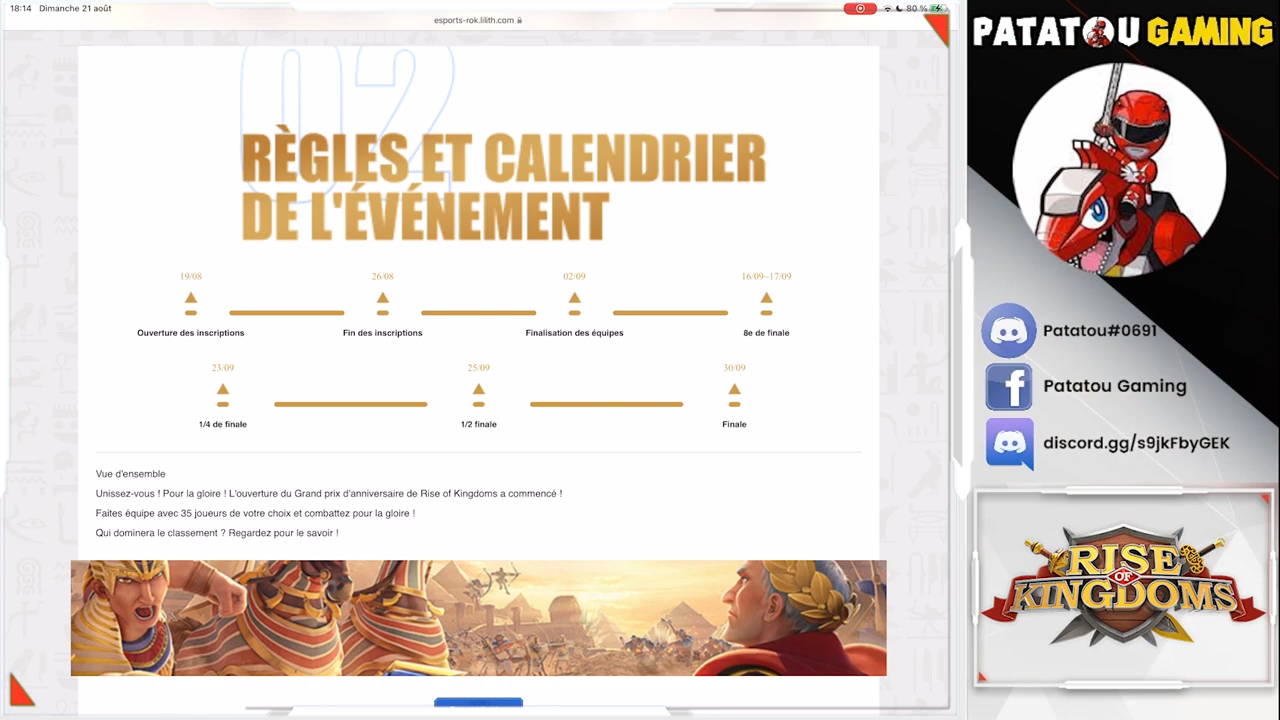 18:14 Dimanche 21 août
80 %
esports-rok.lilith.com
02
RÈGLES ET CALENDRIER
DE L'ÉVÉNEMENT
19/08 26/08 02/09 16/09~17/09
Ouverture des inscriptions Fin des inscriptions Finalisation des équipes 8e de finale
23/09 25/09 30/09
1/4 de finale 1/2 finale Finale
Vue d'ensemble
Unissez-vous ! Pour la gloire ! L'ouverture du Grand prix d'anniversaire de Rise of Kingdoms a commencé !
Faites équipe avec 35 joueurs de votre choix et combattez pour la gloire !
Qui dominera le classement ? Regardez pour le savoir !
PATATOU GAMING
Patatou#0691
Patatou Gaming
discord.gg/s9jkFbyGEK
RISE
OF
KINGDOMS